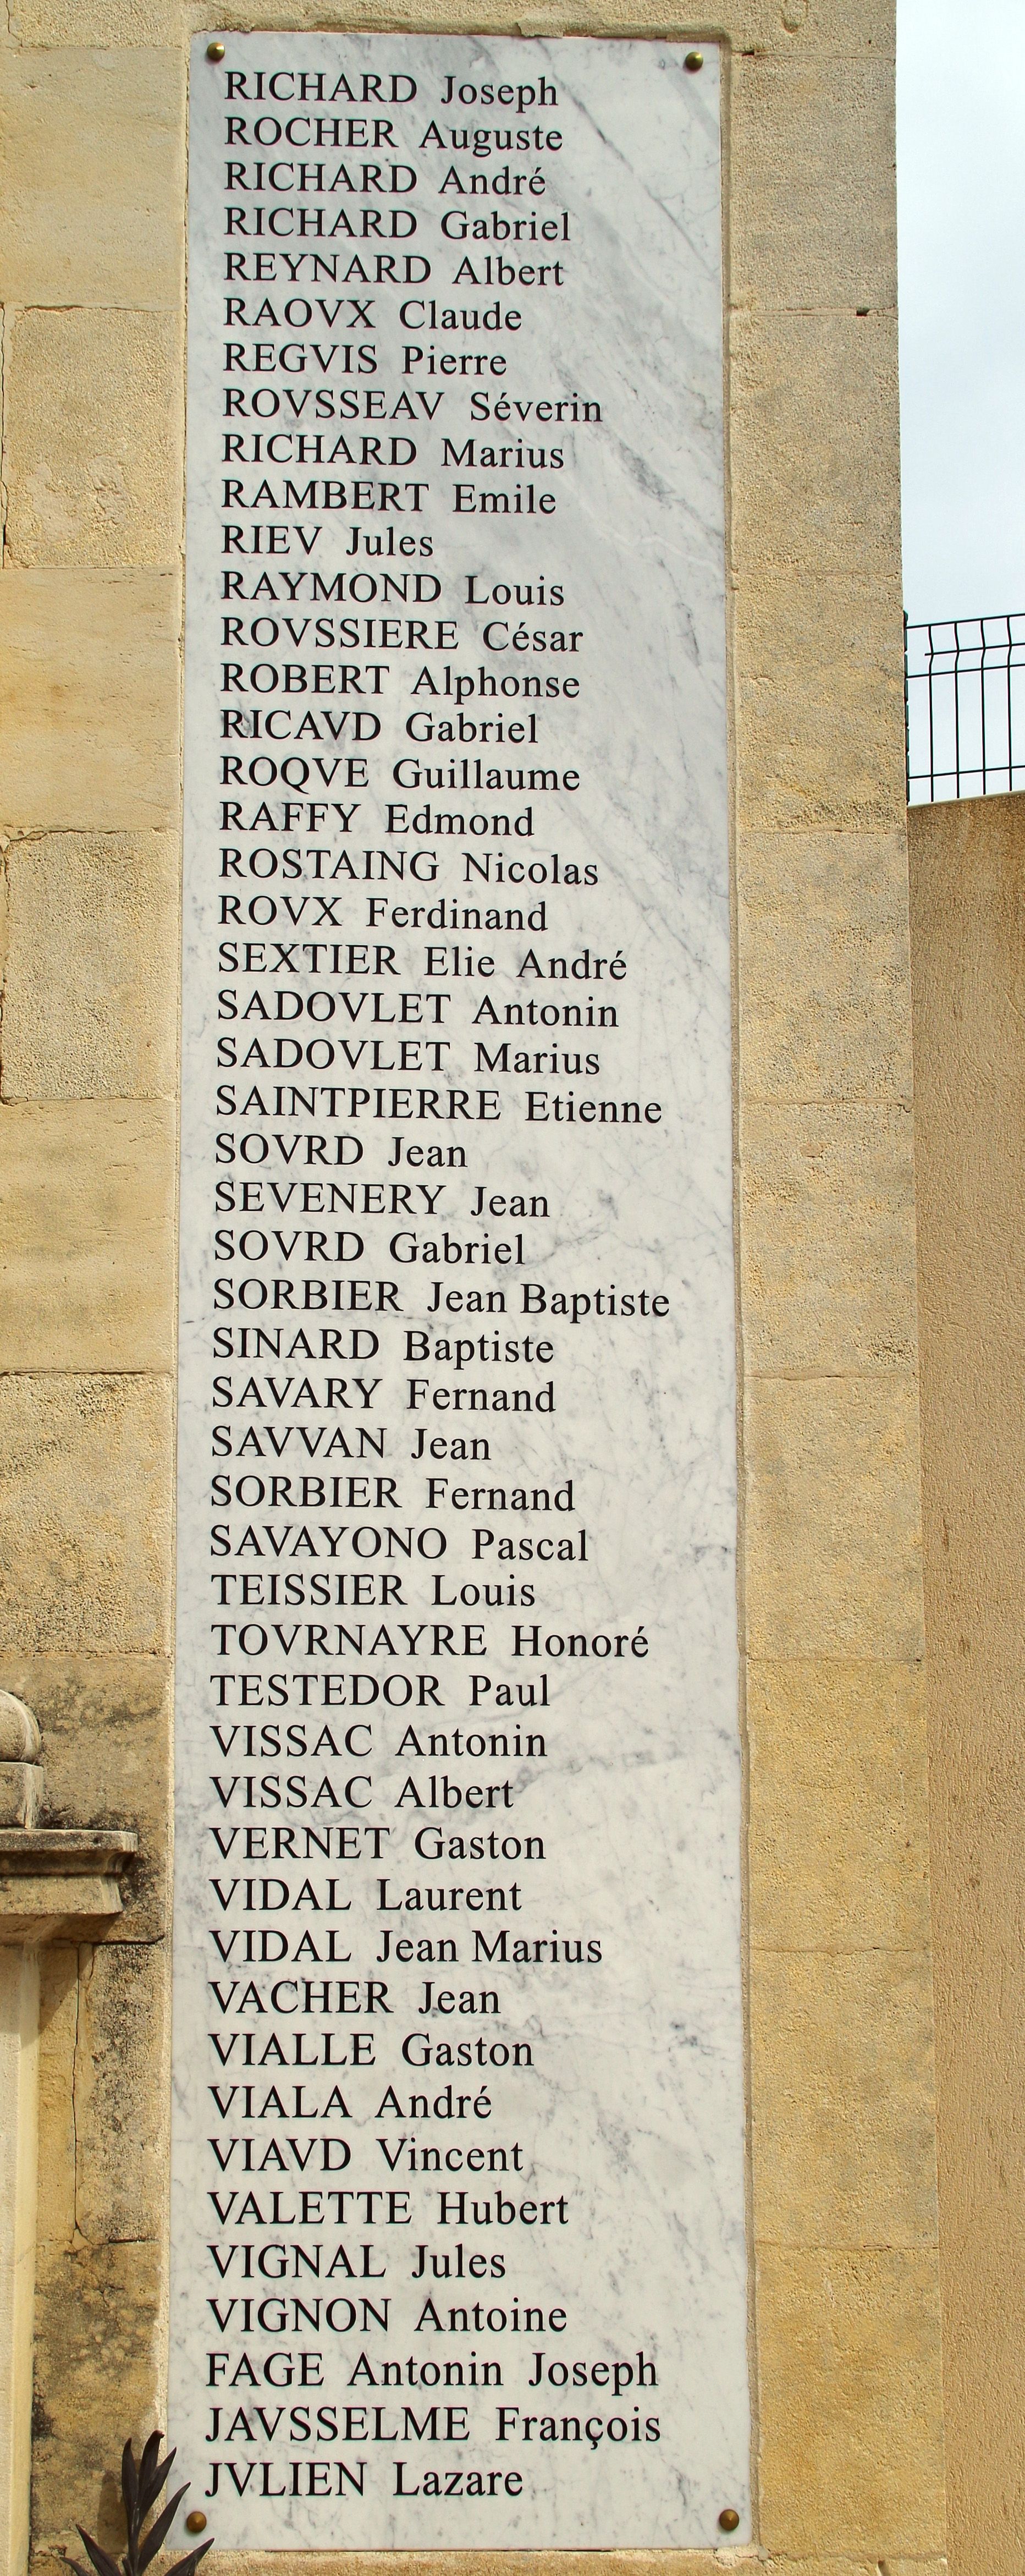 RICHARD Joseph
ROCHER Auguste
RICHARD André
RICHARD Gabriel
REYNARD Albert
RAOVX Claude
REGVIS Pierre
ROVSSEAV Séverin
RICHARD Marius
RAMBERT Emile
RIEV Jules
RAYMOND Louis
ROVSSIERE César
ROBERT Alphonse
RICAVD Gabriel
ROQVE Guillaume
RAFFY Edmond
ROSTAING Nicolas
ROVX Ferdinand
SEXTIER Elie André
SADOVLET Antonin
SADOVLET Marius
SAINTPIERRE Etienne
SOVRD Jean
SEVENERY Jean
SOVRD Gabriel
SORBIER Jean Baptiste
SINARD Baptiste
SAVARY Fernand
SAVVAN Jean
SORBIER Fernand
SAVAYONO Pascal
TEISSIER Louis
TOVRNAYRE Honoré
TESTEDOR Paul
VISSAC Antonin
VISSAC Albert
VERNET Gaston
VIDAL Laurent
VIDAL Jean Marius
VACHER Jean
VIALLE Gaston
VIALA André
VIAVD Vincent
VALETTE Hubert
VIGNAL Jules
VIGNON Antoine
FAGE Antonin Joseph
JAVSSELME François
JVLIEN Lazare